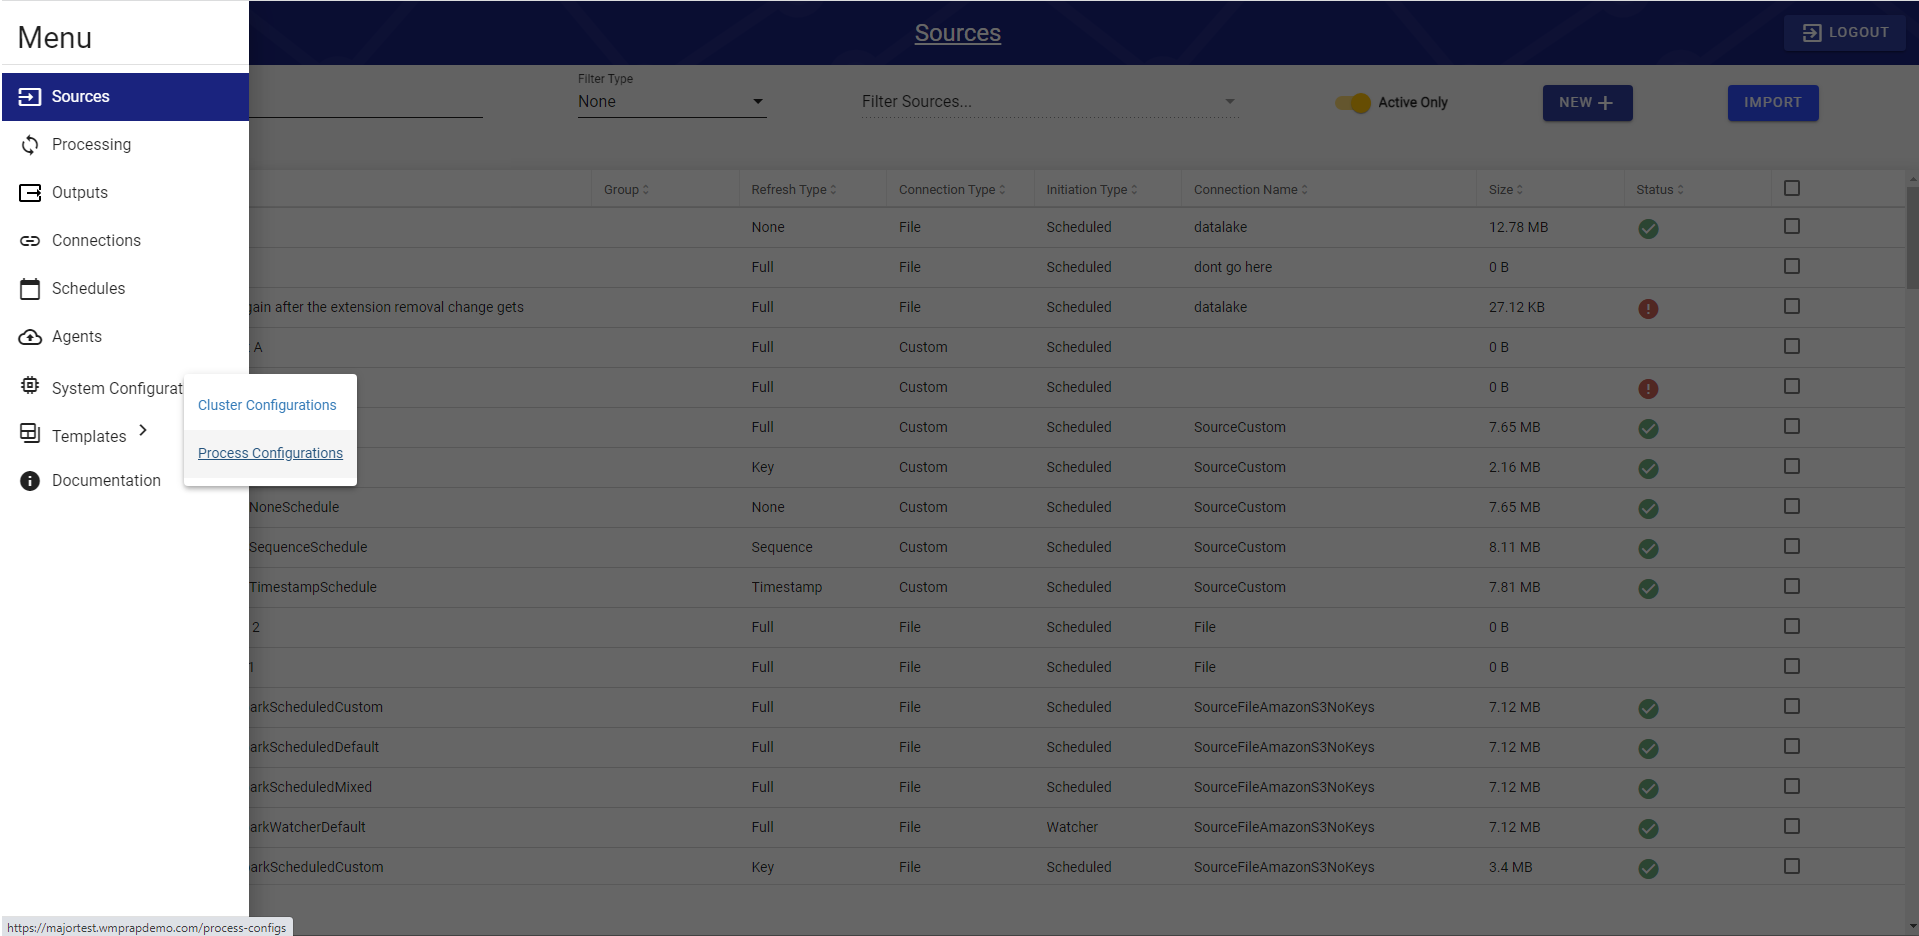 Menu
Sources
LOGOUT
Sources
Processing
Outputs
Connections
Schedules
Agents
System Configurat
Templates
Documentation
Cluster Configurations
Process Configurations
Filter Type
None
Filter Sources...
Active Only
NEW +
IMPORT
Group Refresh Type Connection Type Initiation Type Connection Name Size Status
None File Scheduled datalake 12.78 MB
Full File Scheduled dont go here 0 B
gain after the extension removal change gets Full File Scheduled datalake 27.12 KB
A Full Custom Scheduled 0 B
Full Custom Scheduled 0 B
Full Custom Scheduled SourceCustom 7.65 MB
Key Custom Scheduled SourceCustom 2.16 MB
NoneSchedule None Custom Scheduled SourceCustom 7.65 MB
SequenceSchedule Sequence Custom Scheduled SourceCustom 8.11 MB
TimestampSchedule Timestamp Custom Scheduled SourceCustom 7.81 MB
2 Full File Scheduled File 0 B
1 Full File Scheduled File 0 B
arkScheduledCustom Full File Scheduled SourceFileAmazonS3NoKeys 7.12 MB
arkScheduledDefault Full File Scheduled SourceFileAmazonS3NoKeys 7.12 MB
arkScheduledMixed Full File Scheduled SourceFileAmazonS3NoKeys 7.12 MB
arkWatcherDefault Full File Watcher SourceFileAmazonS3NoKeys 7.12 MB
arkScheduledCustom Key File Scheduled SourceFileAmazonS3NoKeys 3.4 MB
https://majortest.wmprapdemo.com/process-configs